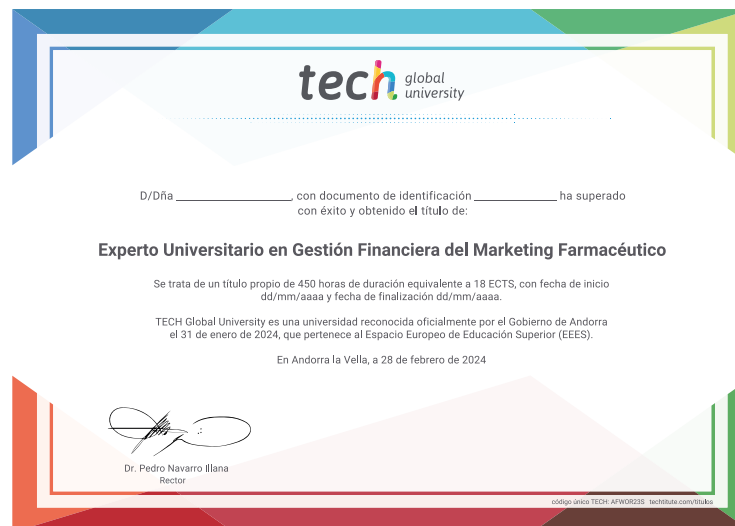 tech global university
D/Dña ______________, con documento de identificación __________ ha superado
con éxito y obtenido el título de:
Experto Universitario en Gestión Financiera del Marketing Farmacéutico
Se trata de un título propio de 450 horas de duración equivalente a 18 ECTS, con fecha de inicio
dd/mm/aaaa y fecha de finalización dd/mm/aaaa.
TECH Global University es una universidad reconocida oficialmente por el Gobierno de Andorra
el 31 de enero de 2024, que pertenece al Espacio Europeo de Educación Superior (EEES).
En Andorra la Vella, a 28 de febrero de 2024
Dr. Pedro Navarro Illana
Rector
código único TECH: AFWOR23S techtitute.com/titulos